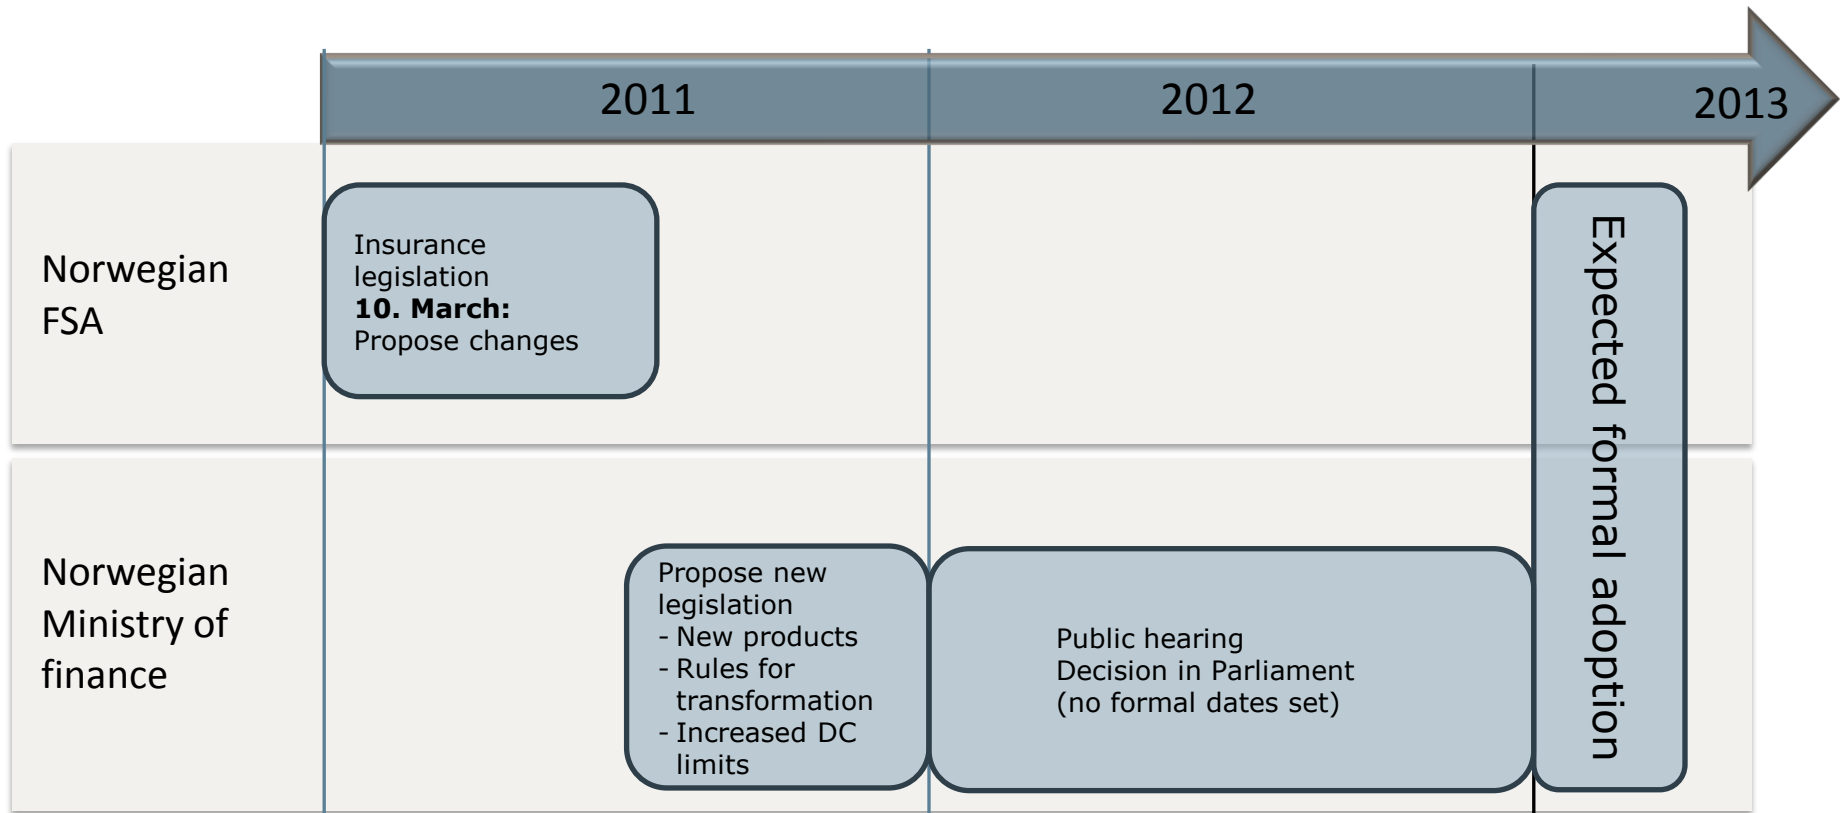 2011
2012
2013
Norwegian
FSA
Insurance
legislation
10. March:
Propose changes
Expected formal adoption
Norwegian
Ministry of
finance
Propose new
legislation
- New products
- Rules for
transformation
- Increased DC
limits
Public hearing
Decision in Parliament
(no formal dates set)